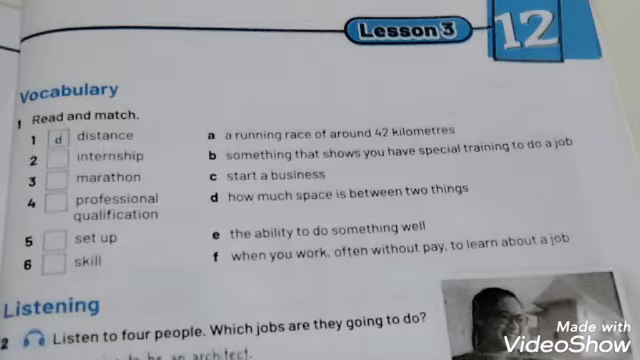 Lesson 3
12
Vocabulary
1 Read and match.
1 d distance
2 internship
3 marathon
4 professional
qualification
5 set up
6 skill
a a running race of around 42 kilometres
b something that shows you have special training to do a job
c start a business
d how much space is between two things
e the ability to do something well
f when you work, often without pay, to learn about a job
Listening
2 Listen to four people. Which jobs are they going to do?
to be an architect.
Made with
VideoShow